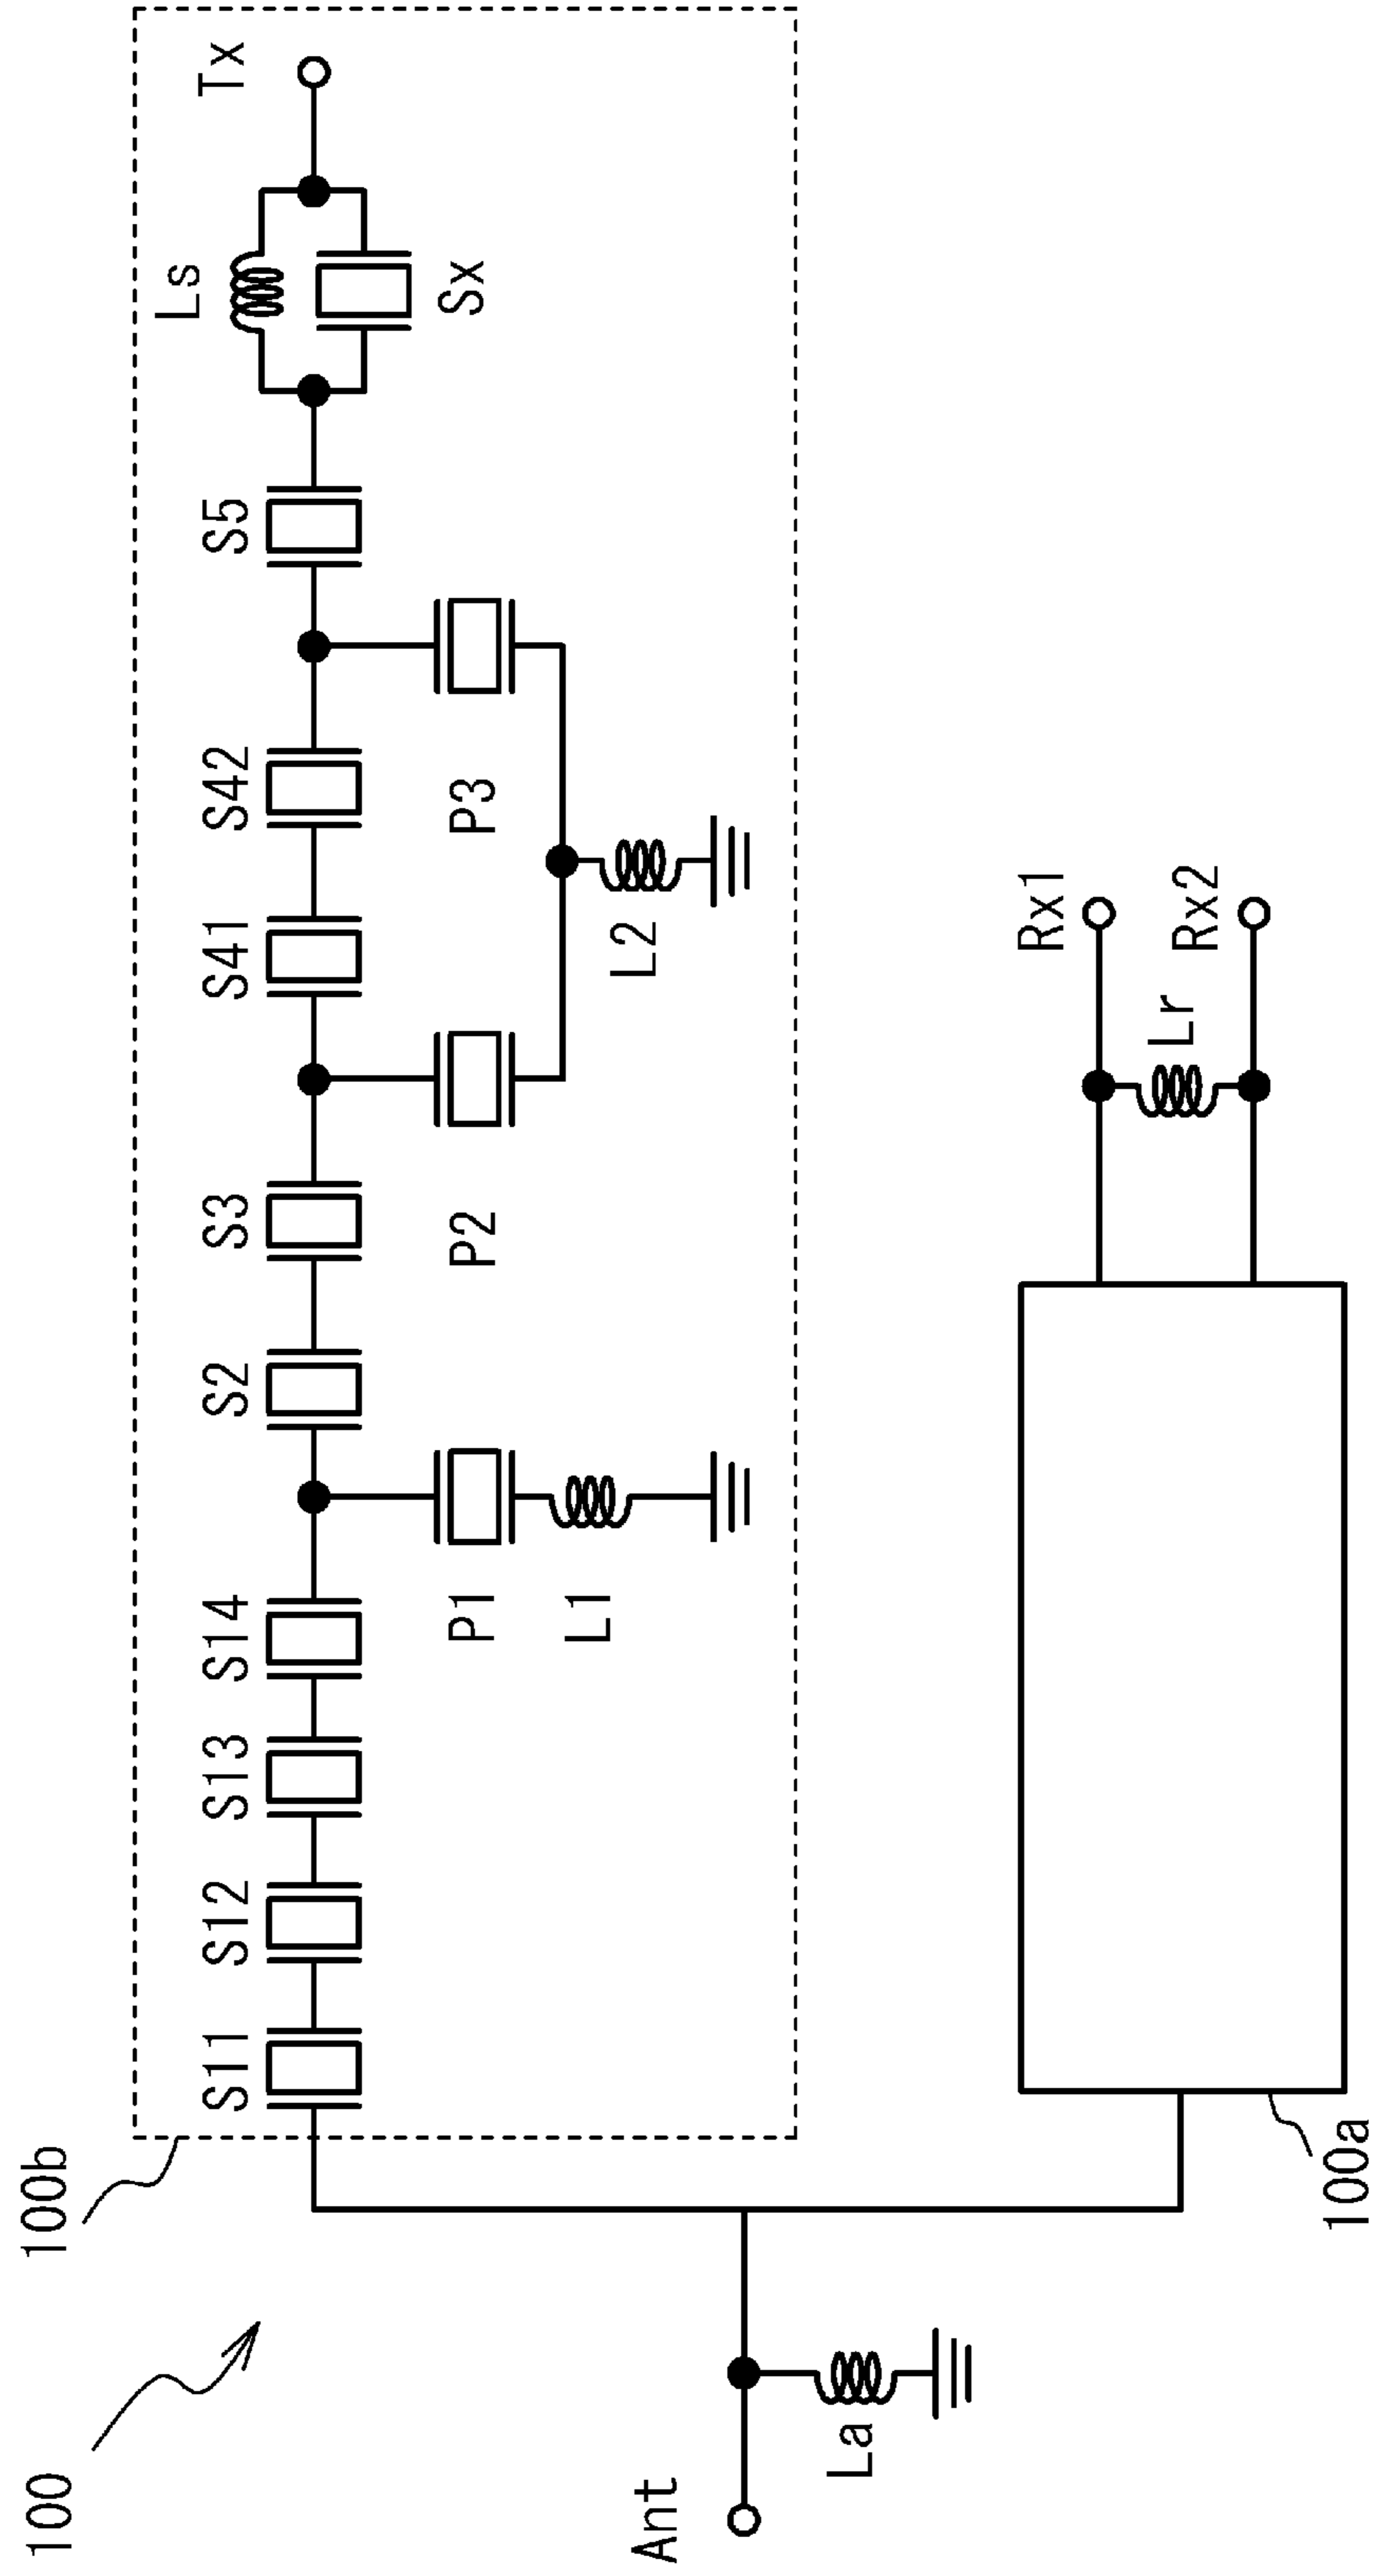 100
100b
S11
S12
S13
S14
S2
S3
S41
S42
S5
Ls
Sx
Tx
P1
L1
P2
P3
L2
Ant
La
100a
Lr
Rx1
Rx2